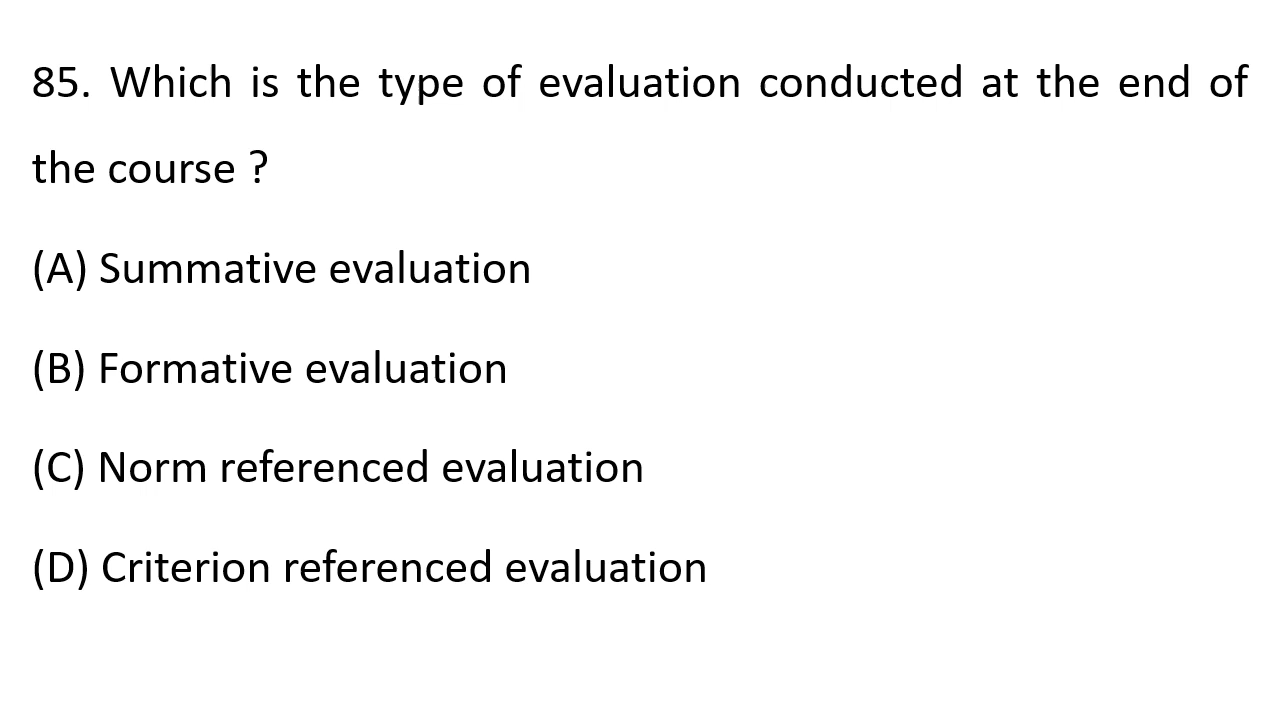 85. Which is the type of evaluation conducted at the end of
the course ?
(A) Summative evaluation
(B) Formative evaluation
(C) Norm referenced evaluation
(D) Criterion referenced evaluation